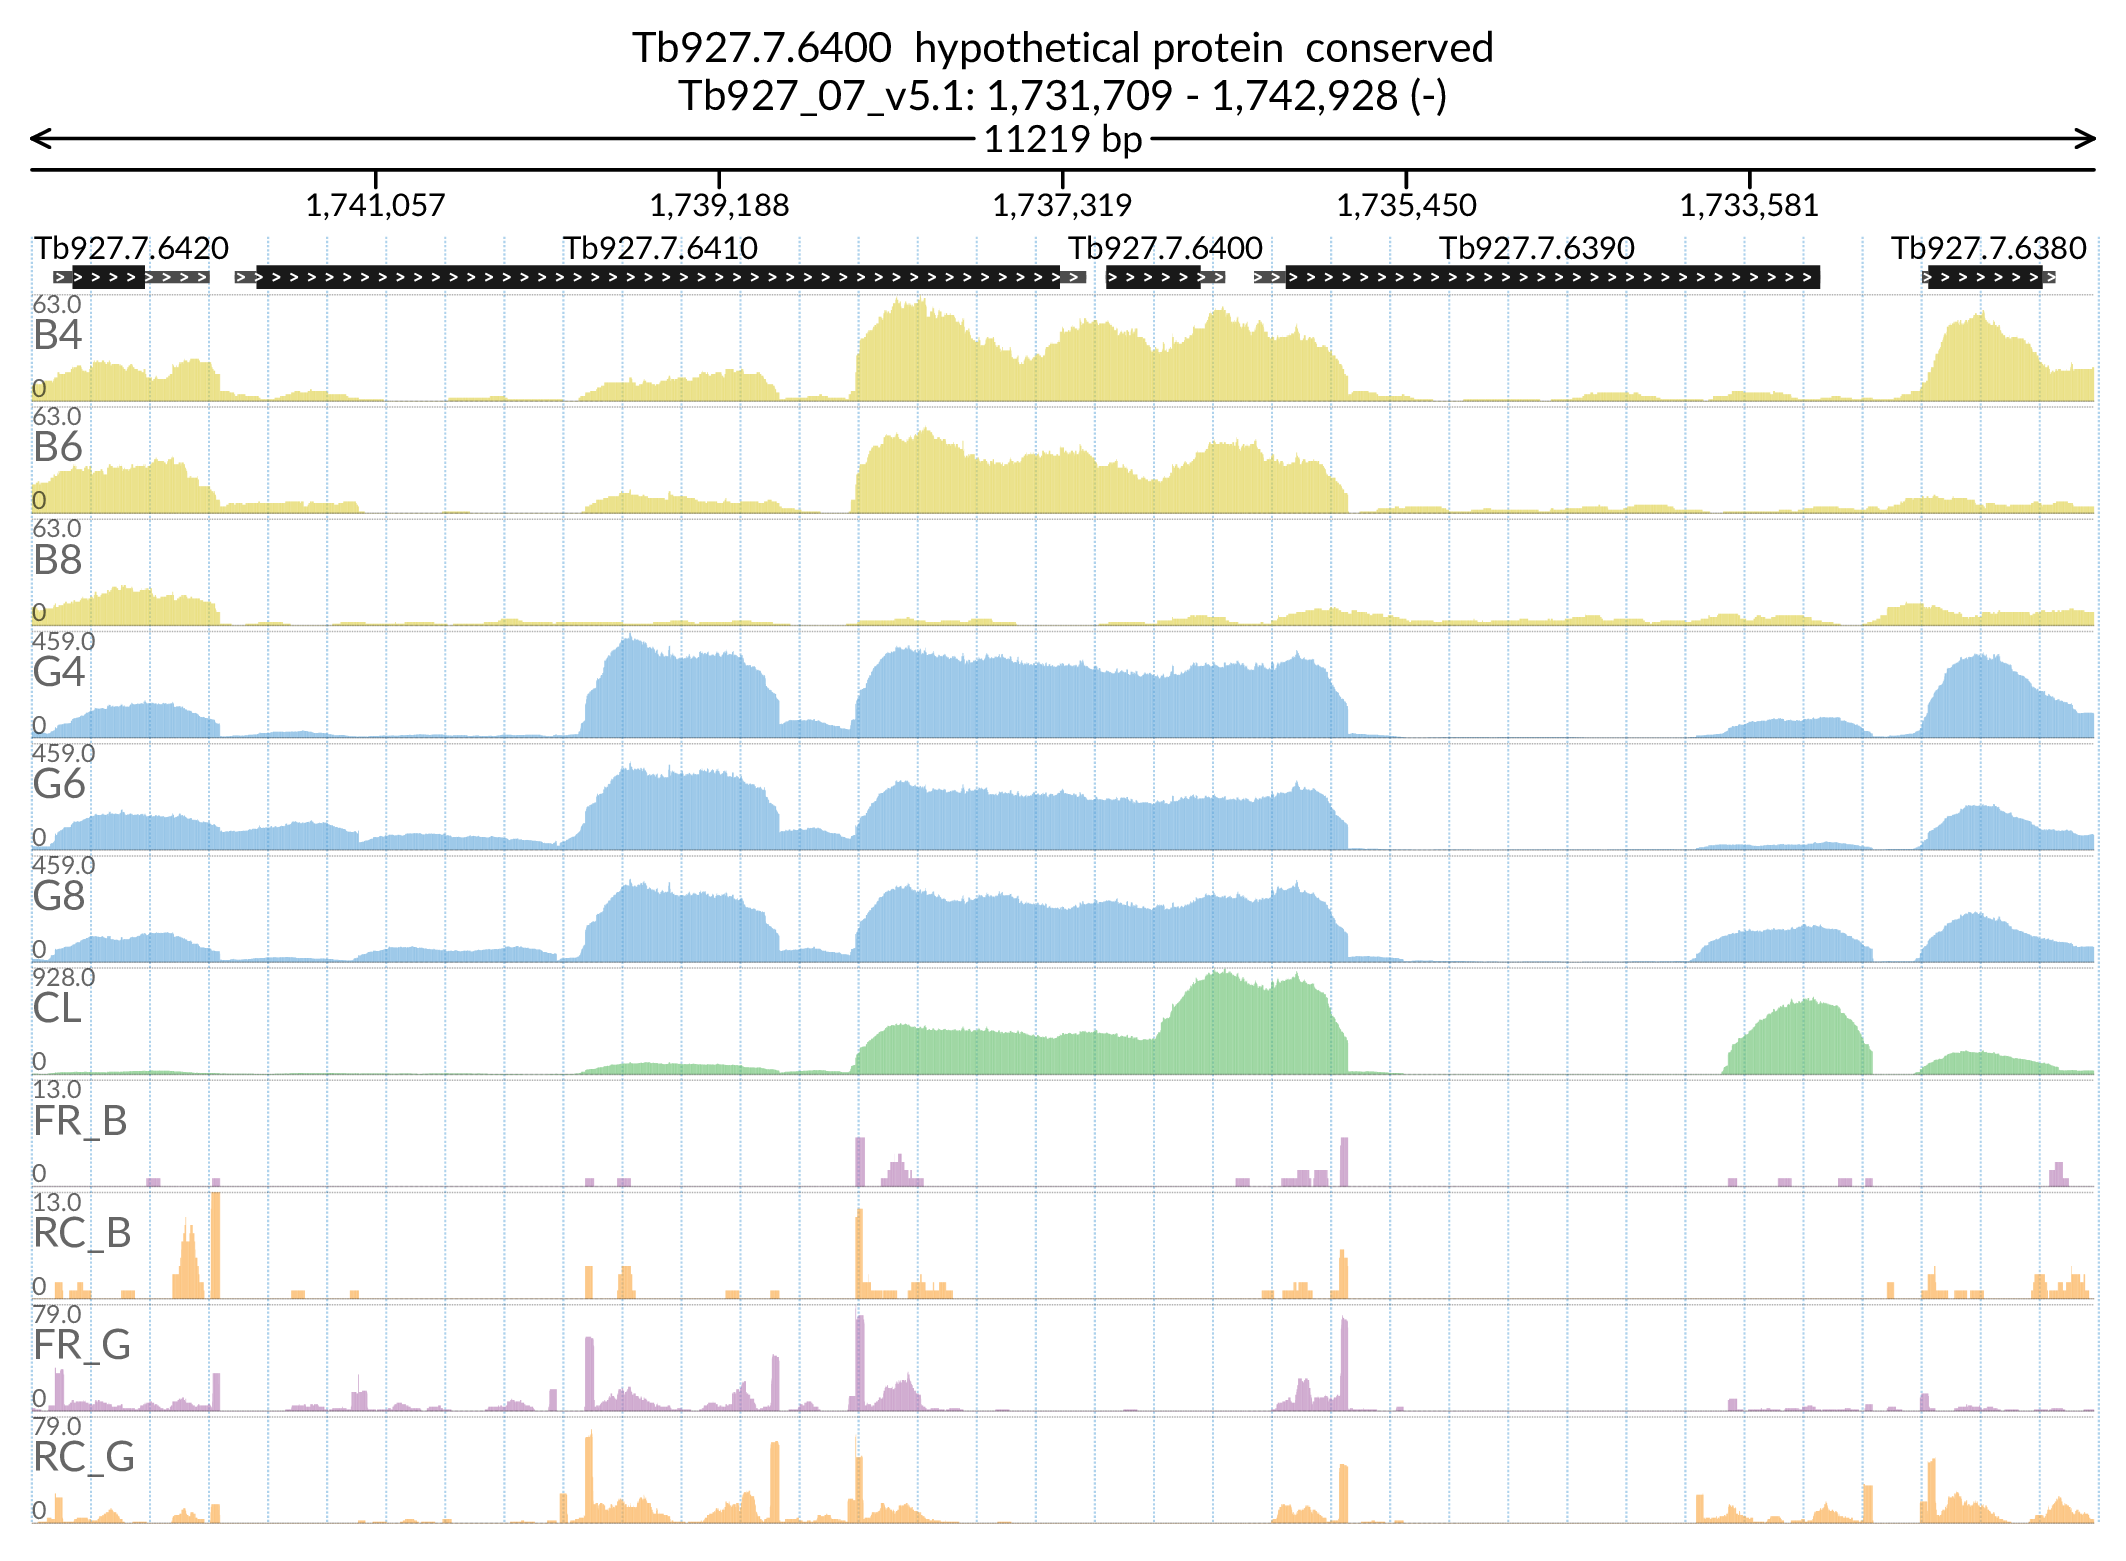 Tb927.7.6400 hypothetical protein conserved
Tb927_07_v5.1: 1,731,709 - 1,742,928 (-)
11219 bp
1,741,057 1,739,188 1,737,319 1,735,450 1,733,581
Tb927.7.6420 Tb927.7.6410 Tb927.7.6400 Tb927.7.6390 Tb927.7.6380
63.0
B4
0
63.0
B6
0
63.0
B8
0
459.0
G4
0
459.0
G6
0
459.0
G8
0
928.0
CL
0
13.0
FR_B
0
13.0
RC_B
0
79.0
FR_G
0
79.0
RC_G
0